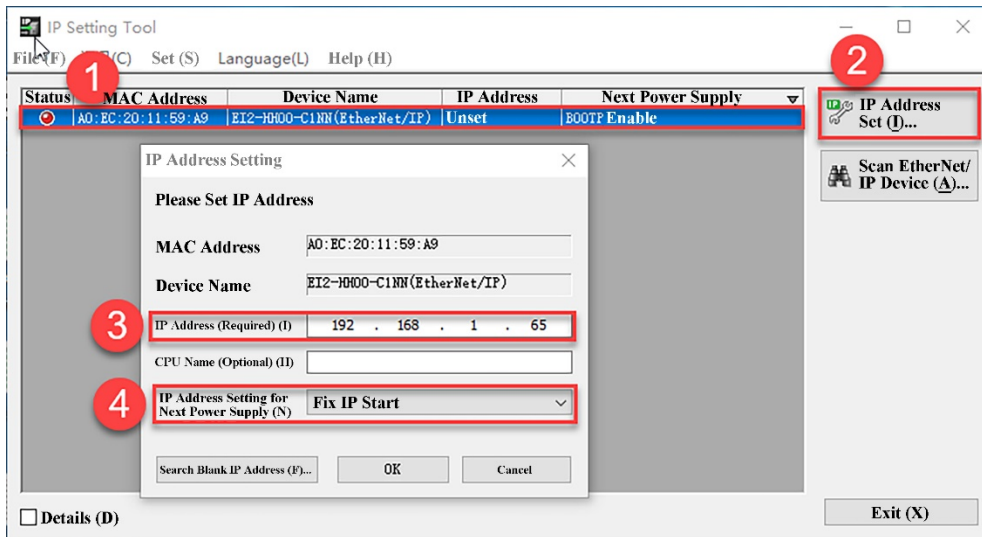 IP Setting Tool
File (F) (C) Set (S) Language(L) Help (H)
1
2
Status MAC Address Device Name IP Address Next Power Supply
A0:EC:20:11:59:A9 EI2-HH00-C1NN(EtherNet/IP) Unset BOOTP Enable
IP Address
Set (I)...
Scan EtherNet/
IP Device (A)...
IP Address Setting
Please Set IP Address
MAC Address A0:EC:20:11:59:A9
Device Name EI2-HH00-C1NN(EtherNet/IP)
3
IP Address (Required) (I) 192 . 168 . 1 . 65
CPU Name (Optional) (II)
4
IP Address Setting for
Next Power Supply (N)
Fix IP Start
Search Blank IP Address (F)... OK Cancel
Details (D)
Exit (X)